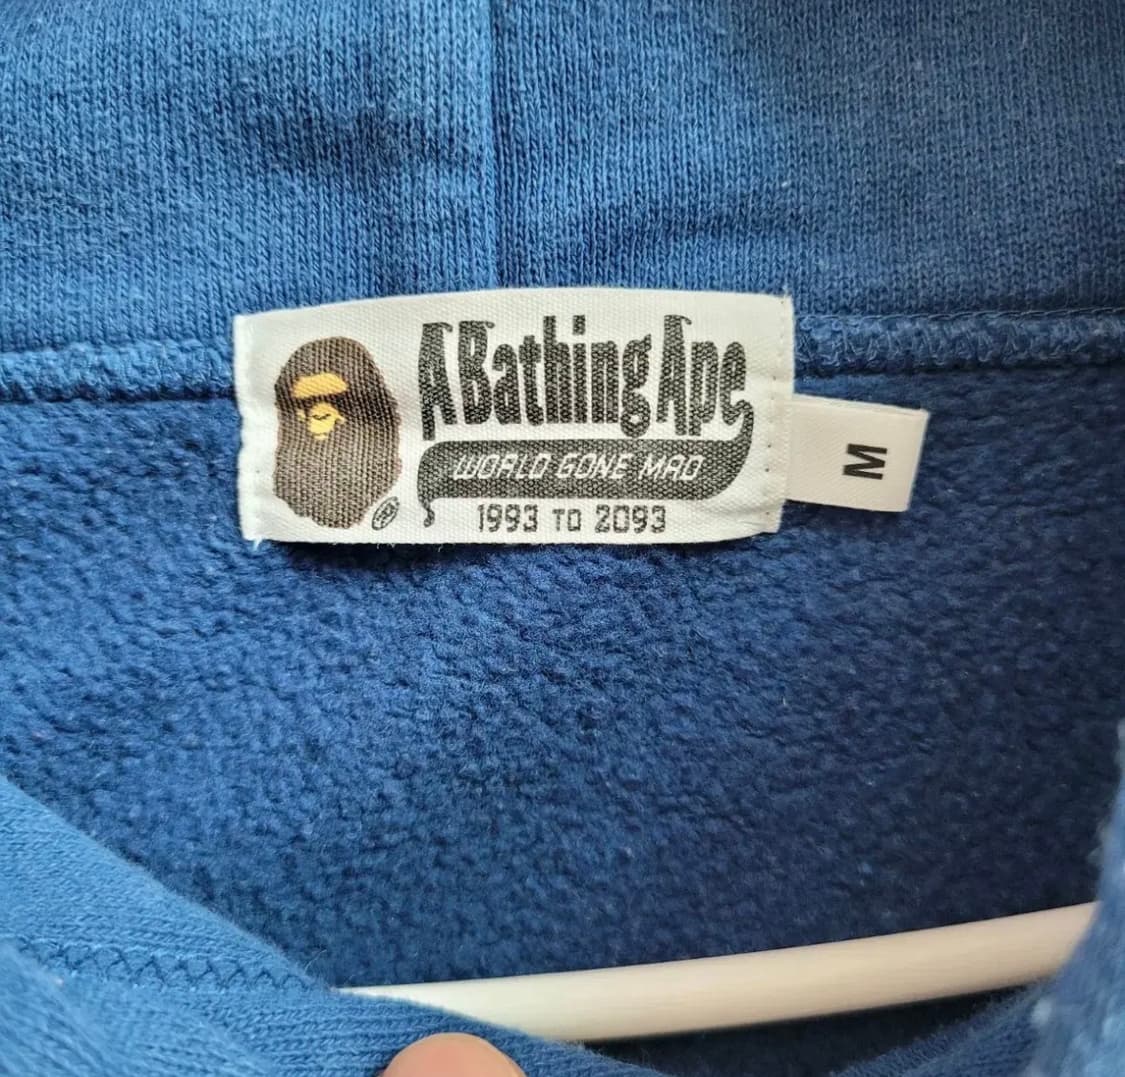 A Bathing Ape
WORLD GONE MAD
1993 TO 2093
®
M